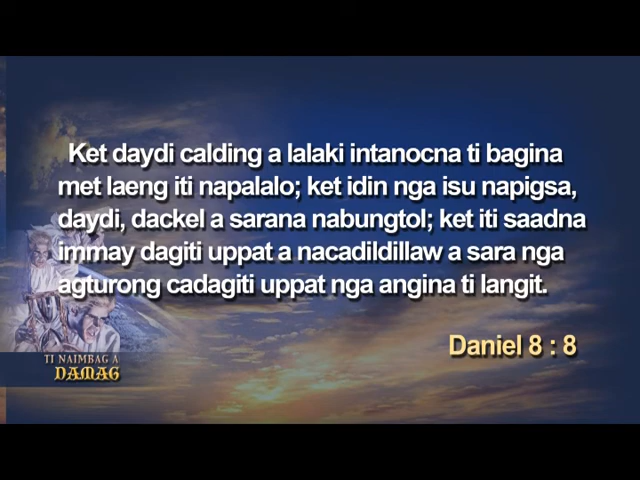 Ket daydi calding a lalaki intanocna ti bagina
met laeng iti napalalo; ket idin nga isu napigsa,
daydi, dackel a sarana nabungtol; ket iti saadna
immay dagiti uppat a nacadildillaw a sara nga
agturong cadagiti uppat nga angina ti langit.
Daniel 8 : 8
TI NAIMBAG A
DAMAG